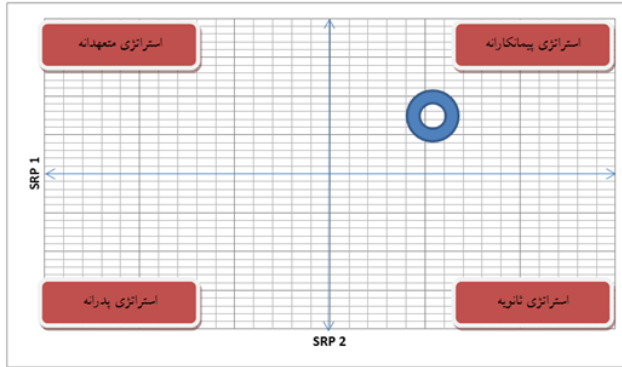 استراتژی پیمانکارانه
استراتژی متعهدانه
SRP 1
استراتژی ثانویه
استراتژی پدرانه
SRP 2